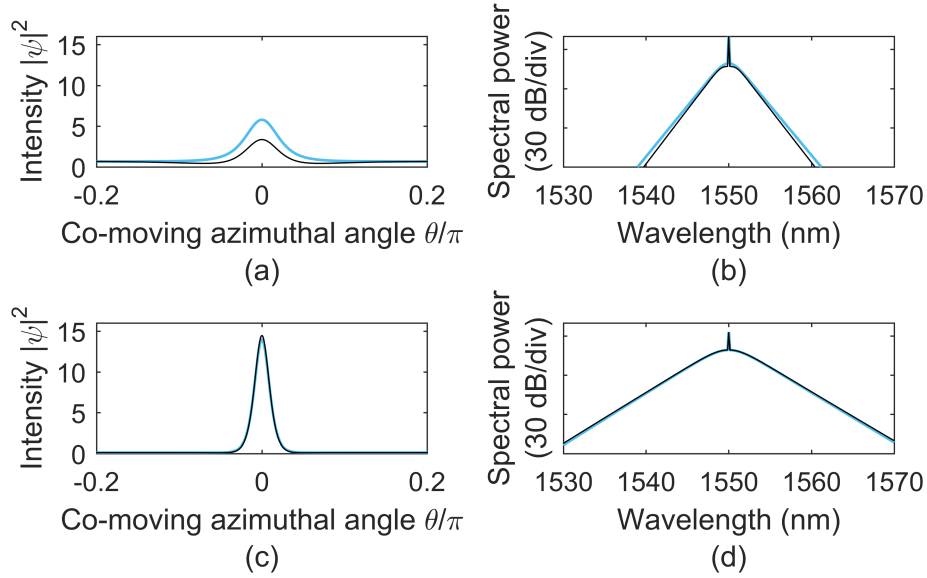 Intensity |ψ|²
15
10
5
0
-0.2
0
0.2
Co-moving azimuthal angle θ/π
(a)
Spectral power
(30 dB/div)
1530
1540
1550
1560
1570
Wavelength (nm)
(b)
Intensity |ψ|²
15
10
5
0
-0.2
0
0.2
Co-moving azimuthal angle θ/π
(c)
Spectral power
(30 dB/div)
1530
1540
1550
1560
1570
Wavelength (nm)
(d)